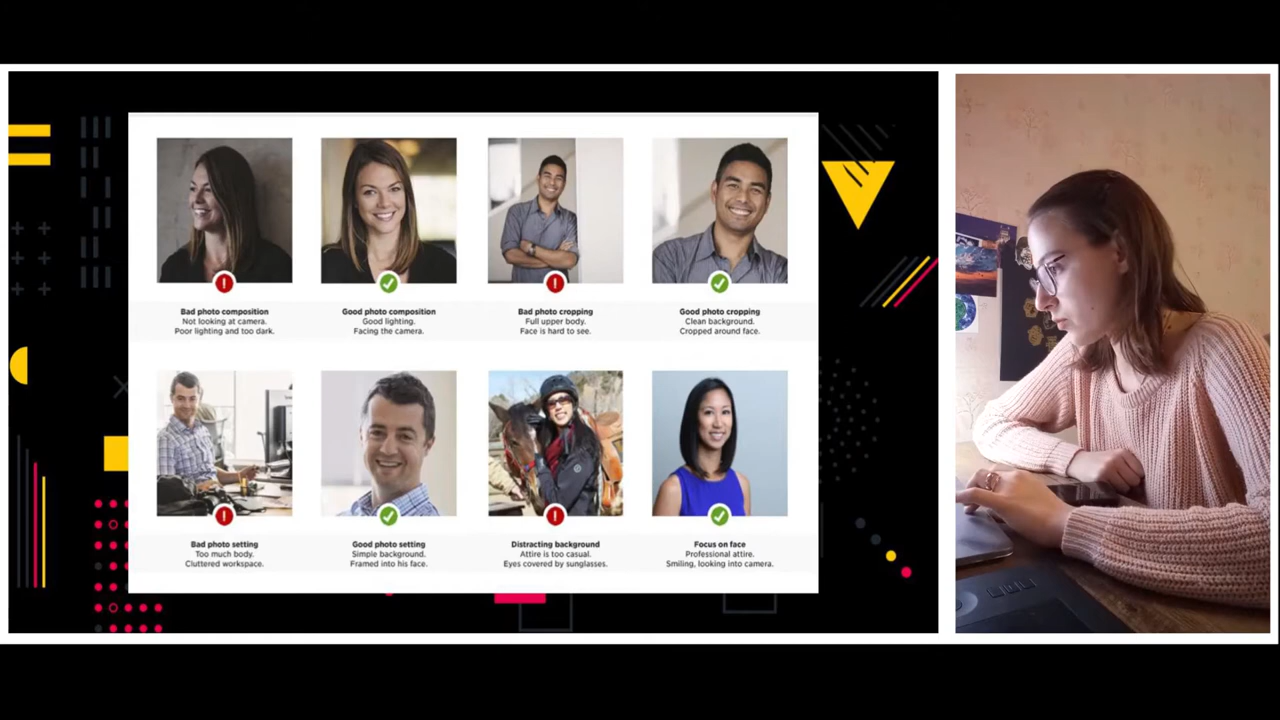 Bad photo composition
Not looking at camera.
Poor lighting and too dark.
Good photo composition
Good lighting.
Facing the camera.
Bad photo cropping
Full upper body.
Face is hard to see.
Good photo cropping
Clean background.
Cropped around face.
Bad photo setting
Too much body.
Cluttered workspace.
Good photo setting
Simple background.
Framed into his face.
Distracting background
Attire is too casual.
Eyes covered by sunglasses.
Focus on face
Professional attire.
Smiling, looking into camera.